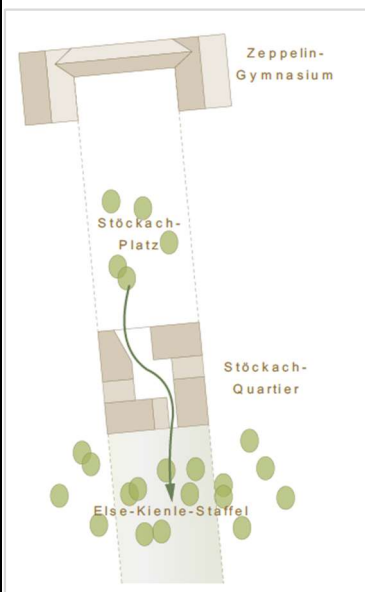 Zeppelin-
Gymnasium
Stöckach-
Platz
Stöckach-
Quartier
Else-Kienle-Staffel